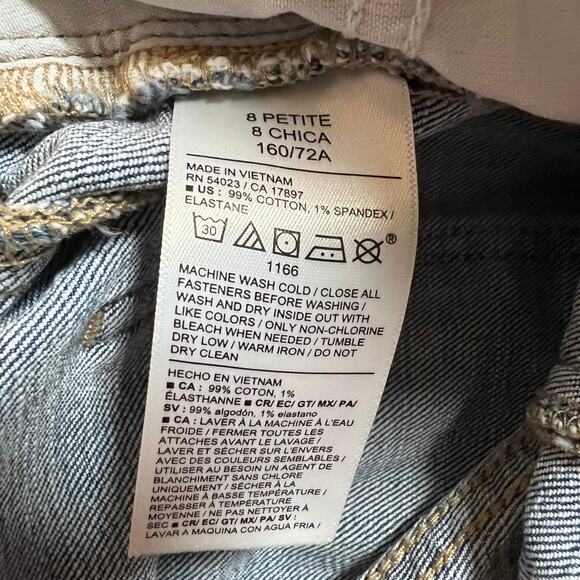 8 PETITE
8 CHICA
160/72A
MADE IN VIETNAM
RN 54023 / CA 17897
■ US : 99% COTTON, 1% SPANDEX /
ELASTANE
30
®
1166
MACHINE WASH COLD / CLOSE ALL
FASTENERS BEFORE WASHING /
WASH AND DRY INSIDE OUT WITH
LIKE COLORS / ONLY NON-CHLORINE
BLEACH WHEN NEEDED / TUMBLE
DRY LOW / WARM IRON / DO NOT
DRY CLEAN
HECHO EN VIETNAM
■ CA : 99% COTON, 1%
ÉLASTHANNE ■ CR/ EC/ GT/ MX/ PA/
SV : 99% algodón, 1% elastano
■ CA : LAVER À LA MACHINE À L'EAU
FROIDE / FERMER TOUTES LES
ATTACHES AVANT LE LAVAGE /
LAVER ET SÉCHER SUR L'ENVERS
AVEC DES COULEURS SEMBLABLES /
UTILISER AU BESOIN UN AGENT DE
BLANCHIMENT SANS CHLORE
UNIQUEMENT / SÉCHER À LA
MACHINE À BASSE TEMPÉRATURE /
REPASSER À TEMPÉRATURE
MOYENNE / NE PAS NETTOYER À
SEC ■ CR/ EC/ GT/ MX/ PA/ SV :
LAVAR A MAQUINA CON AGUA FRIA /